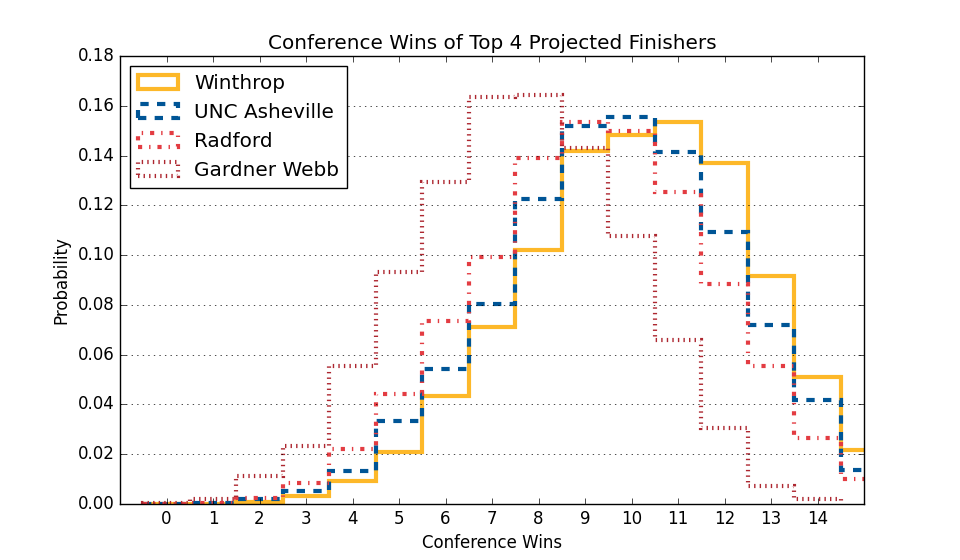 Conference Wins of Top 4 Projected Finishers
0.18
0.16
0.14
0.12
0.10
0.08
0.06
0.04
0.02
0.00
Probability
Winthrop
UNC Asheville
Radford
Gardner Webb
0 1 2 3 4 5 6 7 8 9 10 11 12 13 14
Conference Wins